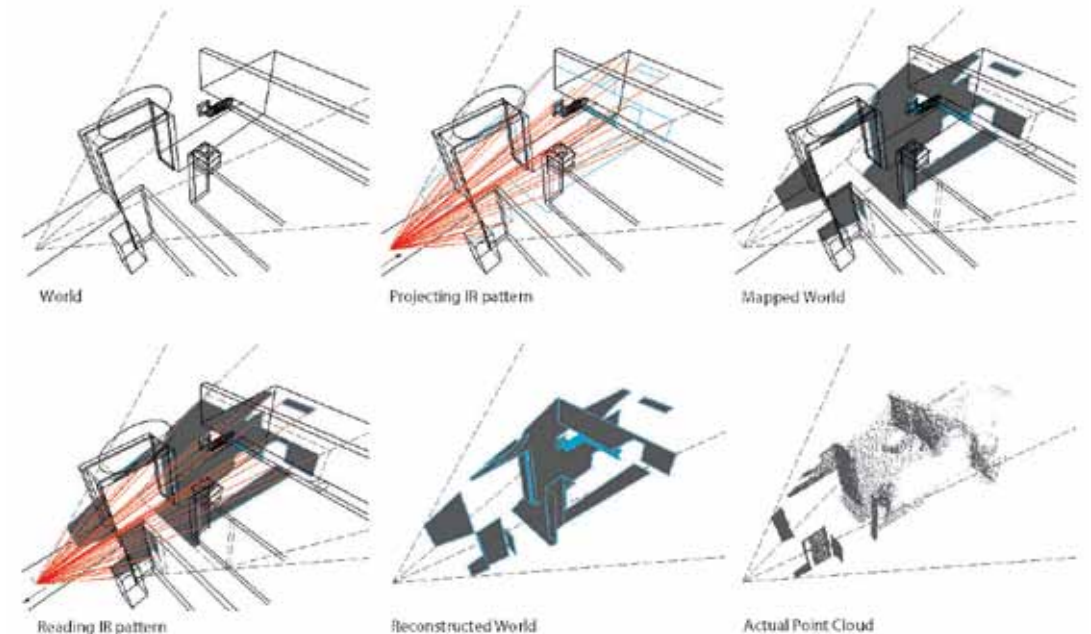 World
Projecting IR pattern
Mapped World
Reading IR pattern
Reconstructed World
Actual Point Cloud